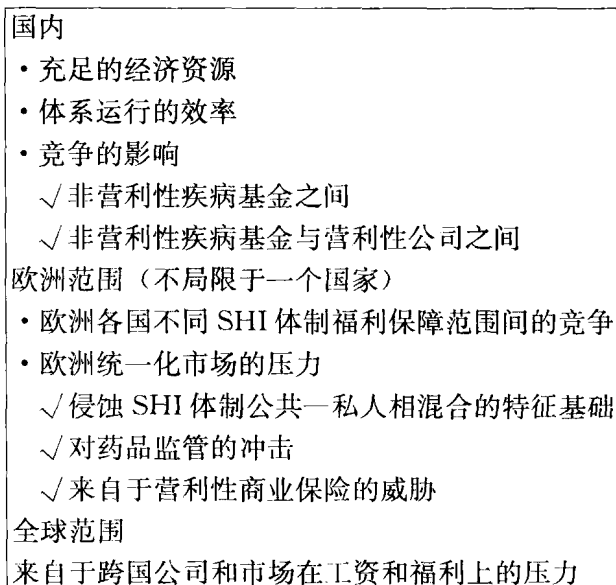 国内
·充足的经济资源
·体系运行的效率
·竞争的影响
√非营利性疾病基金之间
√非营利性疾病基金与营利性公司之间
欧洲范围（不局限于一个国家）
·欧洲各国不同 SHI 体制福利保障范围间的竞争
·欧洲统一化市场的压力
√侵蚀 SHI 体制公共—私人相混合的特征基础
√对药品监管的冲击
√来自于营利性商业保险的威胁
全球范围
来自于跨国公司和市场在工资和福利上的压力